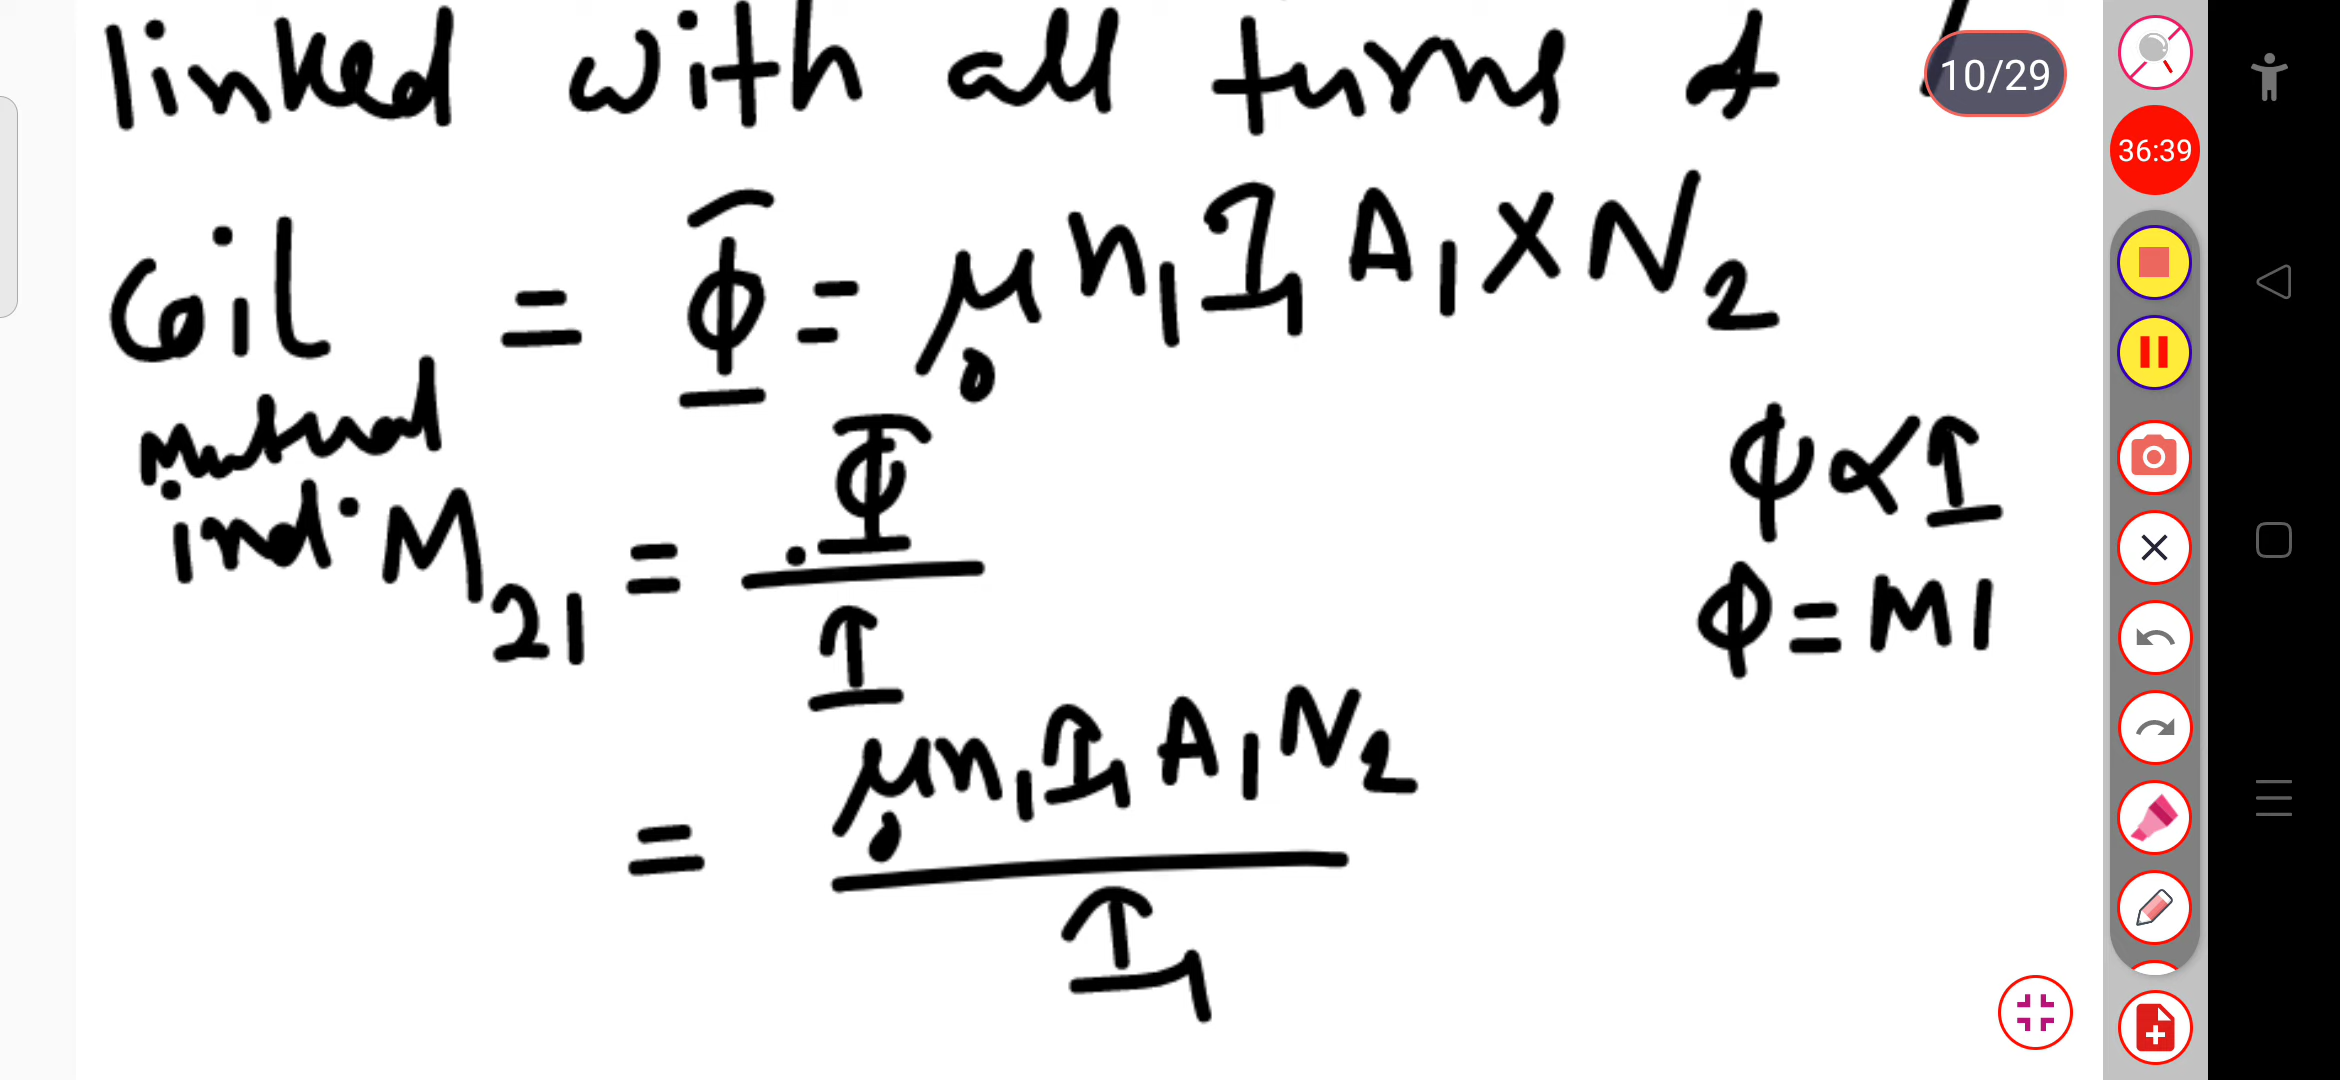 linked with all turns of
10/29
36:39
Coil = Φ = μ₀ n₁ I₁ A₁ × N₂
mutual
ind. M₂₁ = Φ / I
Φ ∝ I
Φ = MI
= μ₀ n₁ I₁ A₁ N₂ / I₁